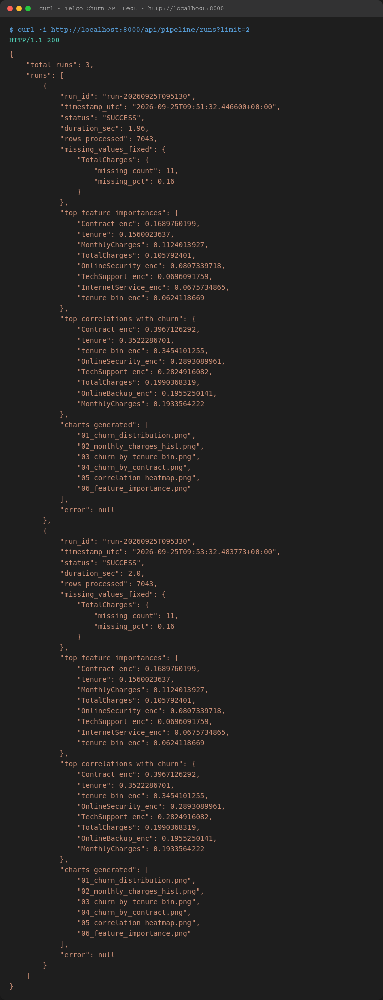 curl - Telco Churn API test - http://localhost:8000
$ curl -i http://localhost:8000/api/pipeline/runs?limit=2
HTTP/1.1 200
{
    "total_runs": 3,
    "runs": [
        {
            "run_id": "run-20260925T095130",
            "timestamp_utc": "2026-09-25T09:51:32.446600+00:00",
            "status": "SUCCESS",
            "duration_sec": 1.96,
            "rows_processed": 7043,
            "missing_values_fixed": {
                "TotalCharges": {
                    "missing_count": 11,
                    "missing_pct": 0.16
                }
            },
            "top_feature_importances": {
                "Contract_enc": 0.1689760199,
                "tenure": 0.1560023637,
                "MonthlyCharges": 0.1124013927,
                "TotalCharges": 0.105792401,
                "OnlineSecurity_enc": 0.0807339718,
                "TechSupport_enc": 0.0696091759,
                "InternetService_enc": 0.0675734865,
                "tenure_bin_enc": 0.0624118669
            },
            "top_correlations_with_churn": {
                "Contract_enc": 0.3967126292,
                "tenure": 0.3522286701,
                "tenure_bin_enc": 0.3454101255,
                "OnlineSecurity_enc": 0.2893089961,
                "TechSupport_enc": 0.2824916082,
                "TotalCharges": 0.1990368319,
                "OnlineBackup_enc": 0.1955250141,
                "MonthlyCharges": 0.1933564222
            },
            "charts_generated": [
                "01_churn_distribution.png",
                "02_monthly_charges_hist.png",
                "03_churn_by_tenure_bin.png",
                "04_churn_by_contract.png",
                "05_correlation_heatmap.png",
                "06_feature_importance.png"
            ],
            "error": null
        },
        {
            "run_id": "run-20260925T095330",
            "timestamp_utc": "2026-09-25T09:53:32.483773+00:00",
            "status": "SUCCESS",
            "duration_sec": 2.0,
            "rows_processed": 7043,
            "missing_values_fixed": {
                "TotalCharges": {
                    "missing_count": 11,
                    "missing_pct": 0.16
                }
            },
            "top_feature_importances": {
                "Contract_enc": 0.1689760199,
                "tenure": 0.1560023637,
                "MonthlyCharges": 0.1124013927,
                "TotalCharges": 0.105792401,
                "OnlineSecurity_enc": 0.0807339718,
                "TechSupport_enc": 0.0696091759,
                "InternetService_enc": 0.0675734865,
                "tenure_bin_enc": 0.0624118669
            },
            "top_correlations_with_churn": {
                "Contract_enc": 0.3967126292,
                "tenure": 0.3522286701,
                "tenure_bin_enc": 0.3454101255,
                "OnlineSecurity_enc": 0.2893089961,
                "TechSupport_enc": 0.2824916082,
                "TotalCharges": 0.1990368319,
                "OnlineBackup_enc": 0.1955250141,
                "MonthlyCharges": 0.1933564222
            },
            "charts_generated": [
                "01_churn_distribution.png",
                "02_monthly_charges_hist.png",
                "03_churn_by_tenure_bin.png",
                "04_churn_by_contract.png",
                "05_correlation_heatmap.png",
                "06_feature_importance.png"
            ],
            "error": null
        }
    ]
}